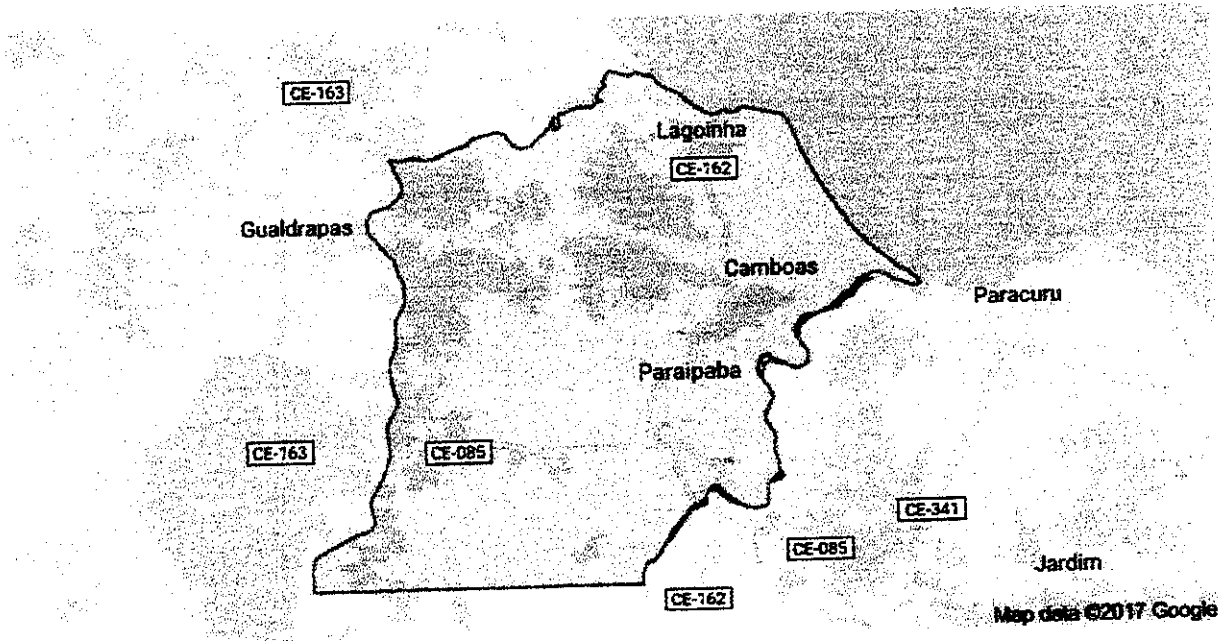 CE-163
Lagoinha
CE-162
Gualdrapas
Camboas
Paracuru
Paraipaba
CE-163
CE-085
CE-341
CE-085
Jardim
CE-162
Map data ©2017 Google